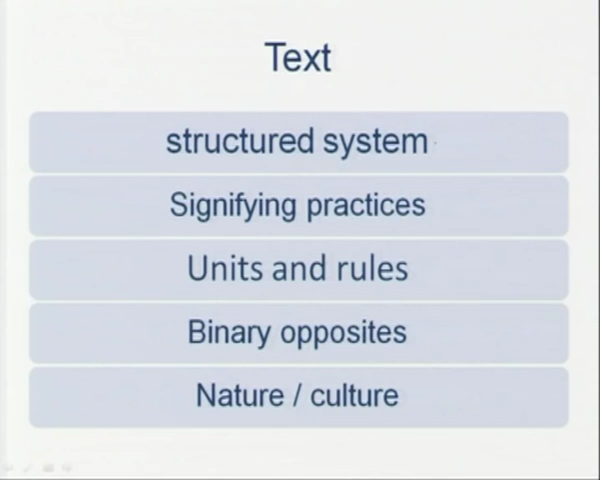 Text
structured system
Signifying practices
Units and rules
Binary opposites
Nature / culture